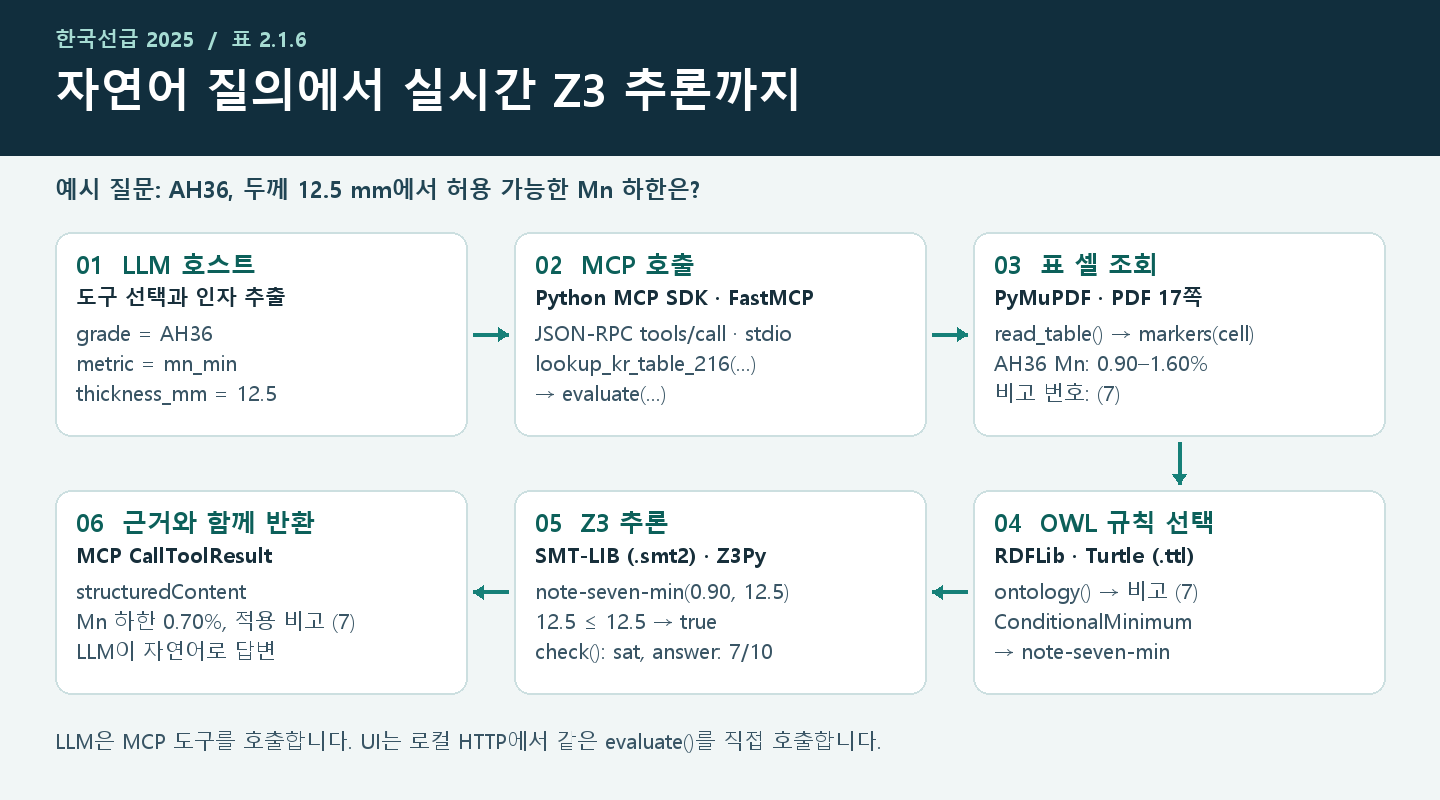 한국선급 2025 / 표 2.1.6
자연어 질의에서 실시간 Z3 추론까지
예시 질문: AH36, 두께 12.5 mm에서 허용 가능한 Mn 하한은?
01 LLM 호스트
도구 선택과 인자 추출
grade = AH36
metric = mn_min
thickness_mm = 12.5
02 MCP 호출
Python MCP SDK · FastMCP
JSON-RPC tools/call · stdio
lookup_kr_table_216(...)
→ evaluate(...)
03 표 셀 조회
PyMuPDF · PDF 17쪽
read_table() → markers(cell)
AH36 Mn: 0.90–1.60%
비고 번호: (7)
04 OWL 규칙 선택
RDFLib · Turtle (.ttl)
ontology() → 비고 (7)
ConditionalMinimum
→ note-seven-min
05 Z3 추론
SMT-LIB (.smt2) · Z3Py
note-seven-min(0.90, 12.5)
12.5 ≤ 12.5 → true
check(): sat, answer: 7/10
06 근거와 함께 반환
MCP CallToolResult
structuredContent
Mn 하한 0.70%, 적용 비고 (7)
LLM이 자연어로 답변
LLM은 MCP 도구를 호출합니다. UI는 로컬 HTTP에서 같은 evaluate()를 직접 호출합니다.